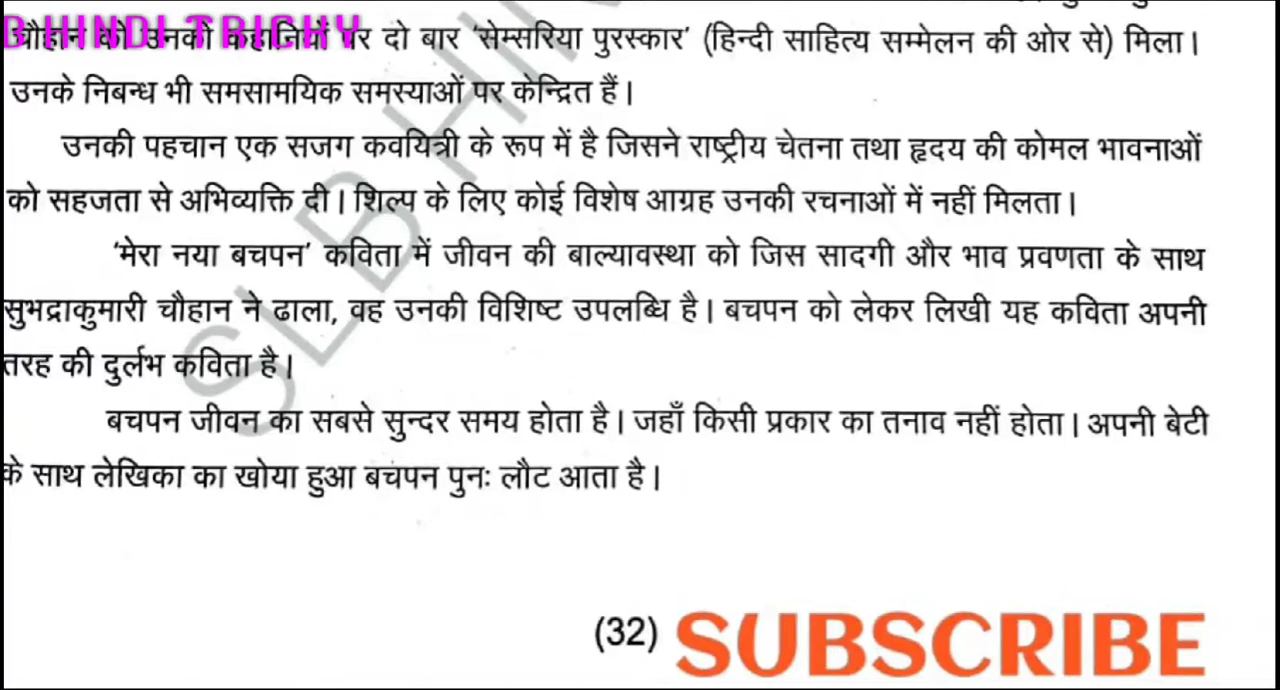 D HINDI TRICHY
चौहान को उनकी कहानियों पर दो बार ‘सेम्सरिया पुरस्कार’ (हिन्दी साहित्य सम्मेलन की ओर से) मिला।
उनके निबन्ध भी समसामयिक समस्याओं पर केन्द्रित हैं।
उनकी पहचान एक सजग कवयित्री के रूप में है जिसने राष्ट्रीय चेतना तथा हृदय की कोमल भावनाओं
को सहजता से अभिव्यक्ति दी। शिल्प के लिए कोई विशेष आग्रह उनकी रचनाओं में नहीं मिलता।
‘मेरा नया बचपन’ कविता में जीवन की बाल्यावस्था को जिस सादगी और भाव प्रवणता के साथ
सुभद्राकुमारी चौहान ने ढाला, वह उनकी विशिष्ट उपलब्धि है। बचपन को लेकर लिखी यह कविता अपनी
तरह की दुर्लभ कविता है।
बचपन जीवन का सबसे सुन्दर समय होता है। जहाँ किसी प्रकार का तनाव नहीं होता। अपनी बेटी
के साथ लेखिका का खोया हुआ बचपन पुनः लौट आता है।
SLB HIN
(32) SUBSCRIBE